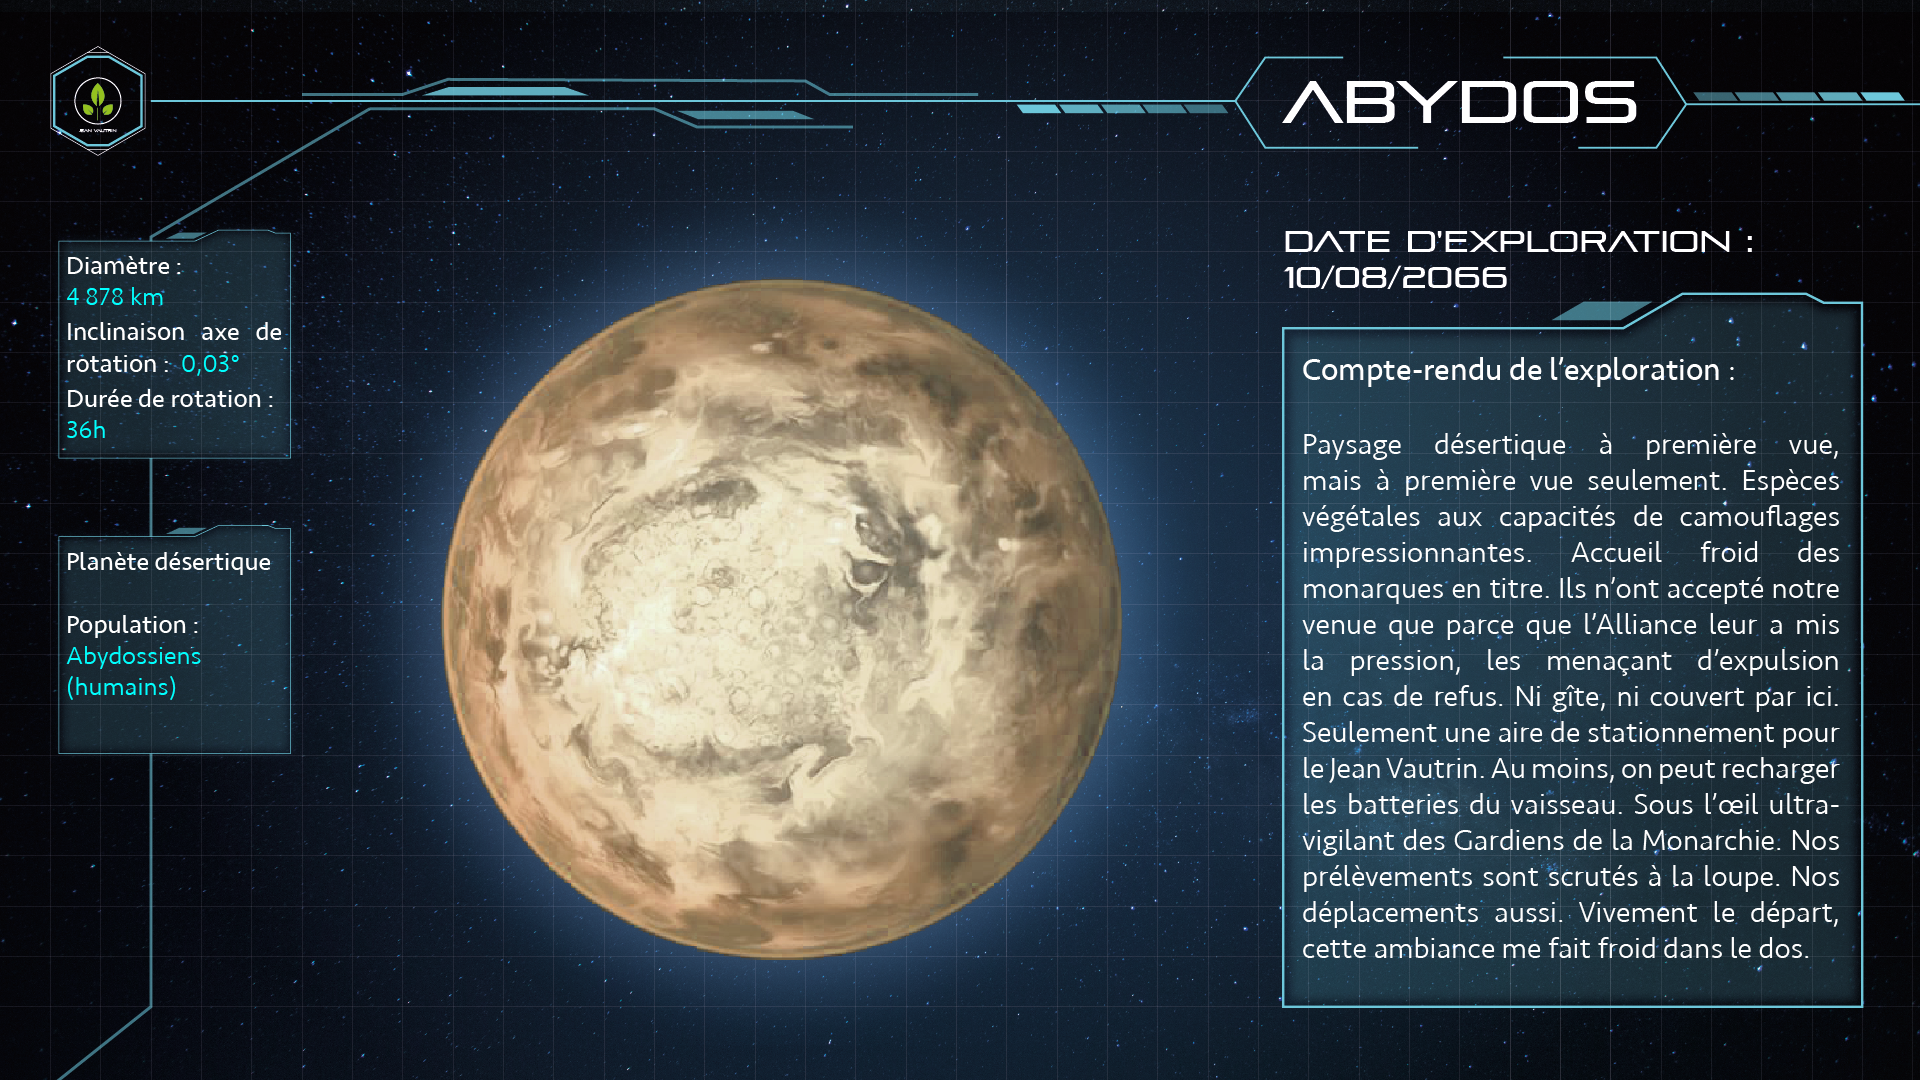 JEAN VAUTRIN
ABYDOS
Diamètre :
4 878 km
Inclinaison axe de
rotation : 0,03°
Durée de rotation :
36h
Planète désertique
Population :
Abydossiens
(humains)
DATE D'EXPLORATION :
10/08/2066
Compte-rendu de l’exploration :
Paysage désertique à première vue,
mais à première vue seulement. Espèces
végétales aux capacités de camouflages
impressionnantes. Accueil froid des
monarques en titre. Ils n’ont accepté notre
venue que parce que l’Alliance leur a mis
la pression, les menaçant d’expulsion
en cas de refus. Ni gîte, ni couvert par ici.
Seulement une aire de stationnement pour
le Jean Vautrin. Au moins, on peut recharger
les batteries du vaisseau. Sous l’œil ultra-
vigilant des Gardiens de la Monarchie. Nos
prélèvements sont scrutés à la loupe. Nos
déplacements aussi. Vivement le départ,
cette ambiance me fait froid dans le dos.